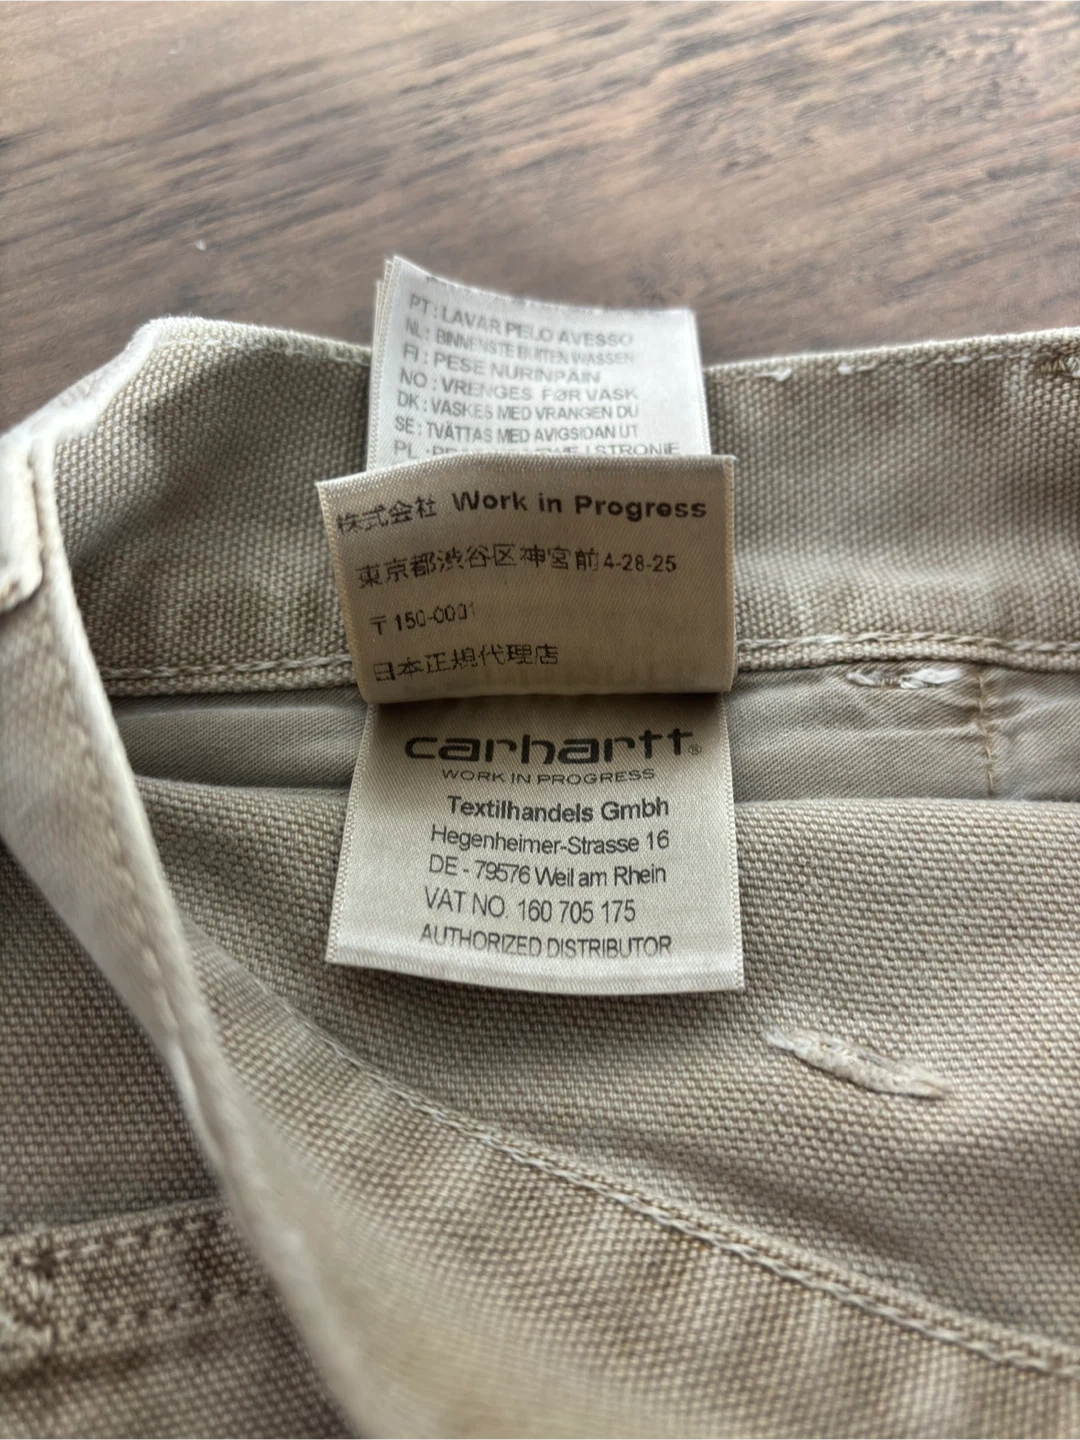 PT : LAVAR PELO AVESSO
NL : BINNENSTE BUITEN WASSEN
FI : PESE NURINPÄIN
NO : VRENGES FØR VASK
DK : VASKES MED VRANGEN DU
SE : TVÄTTAS MED AVIGSIDAN UT
PL
株式会社 Work in Progress
東京都渋谷区神宮前4-28-25
〒150-0001
日本正規代理店
carhartt®
WORK IN PROGRESS
Textilhandels Gmbh
Hegenheimer-Strasse 16
DE - 79576 Weil am Rhein
VAT NO. 160 705 175
AUTHORIZED DISTRIBUTOR